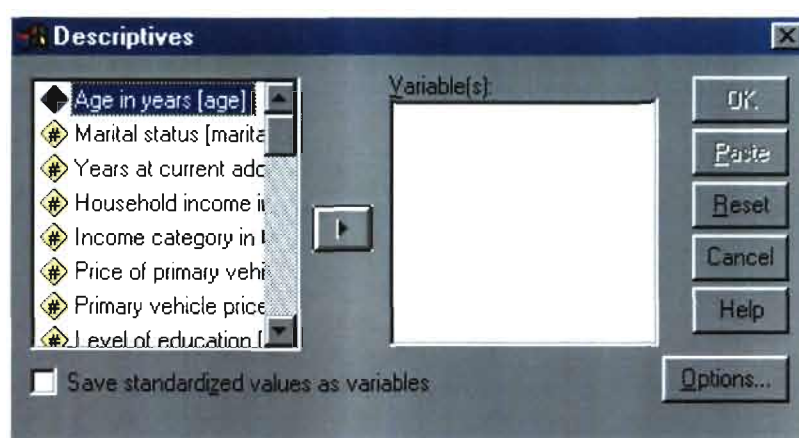 Descriptives
Age in years [age]
Marital status [marita
Years at current add
Household income i
Income category in
Price of primary vehi
Primary vehicle price
Level of education [
Variable(s):
OK
Paste
Reset
Cancel
Help
Options...
Save standardized values as variables